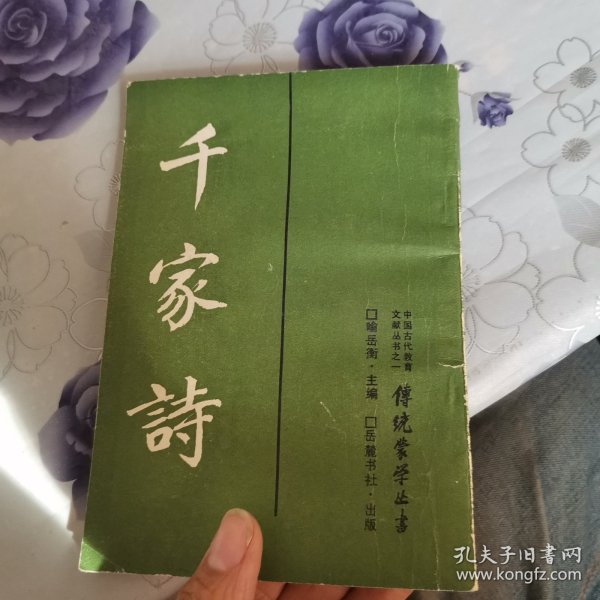 千家詩
中国古代教育
文献丛书之一
傳統蒙学丛書
□喻岳衡·主编 □岳麓书社·出版
孔夫子旧书网
www.kongfz.com